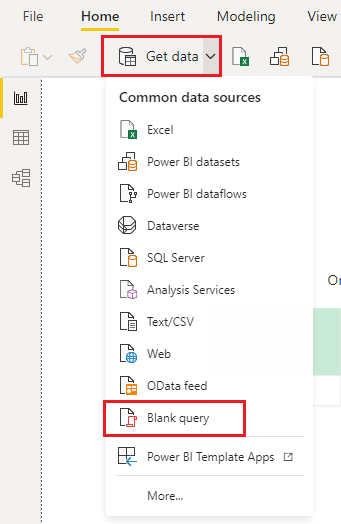 File Home Insert Modeling View
Get data
Common data sources
Excel
Power BI datasets
Power BI dataflows
Dataverse
SQL Server
Analysis Services
Text/CSV
Web
OData feed
Blank query
Power BI Template Apps
More...